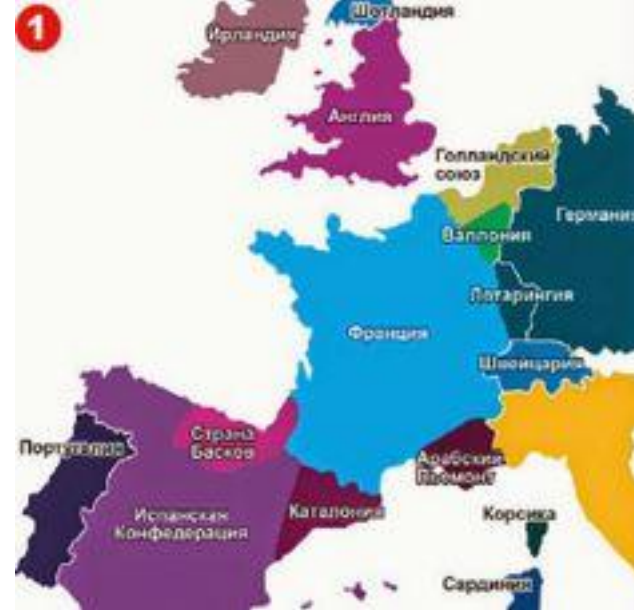 1
Шотландия
Ирландия
Англия
Голландский
союз
Германия
Валлония
Лотарингия
Франция
Швейцария
Страна
Басков
Португалия
Арабский
Пьемонт
Испанская
Конфедерация
Каталония
Корсика
Сардиния